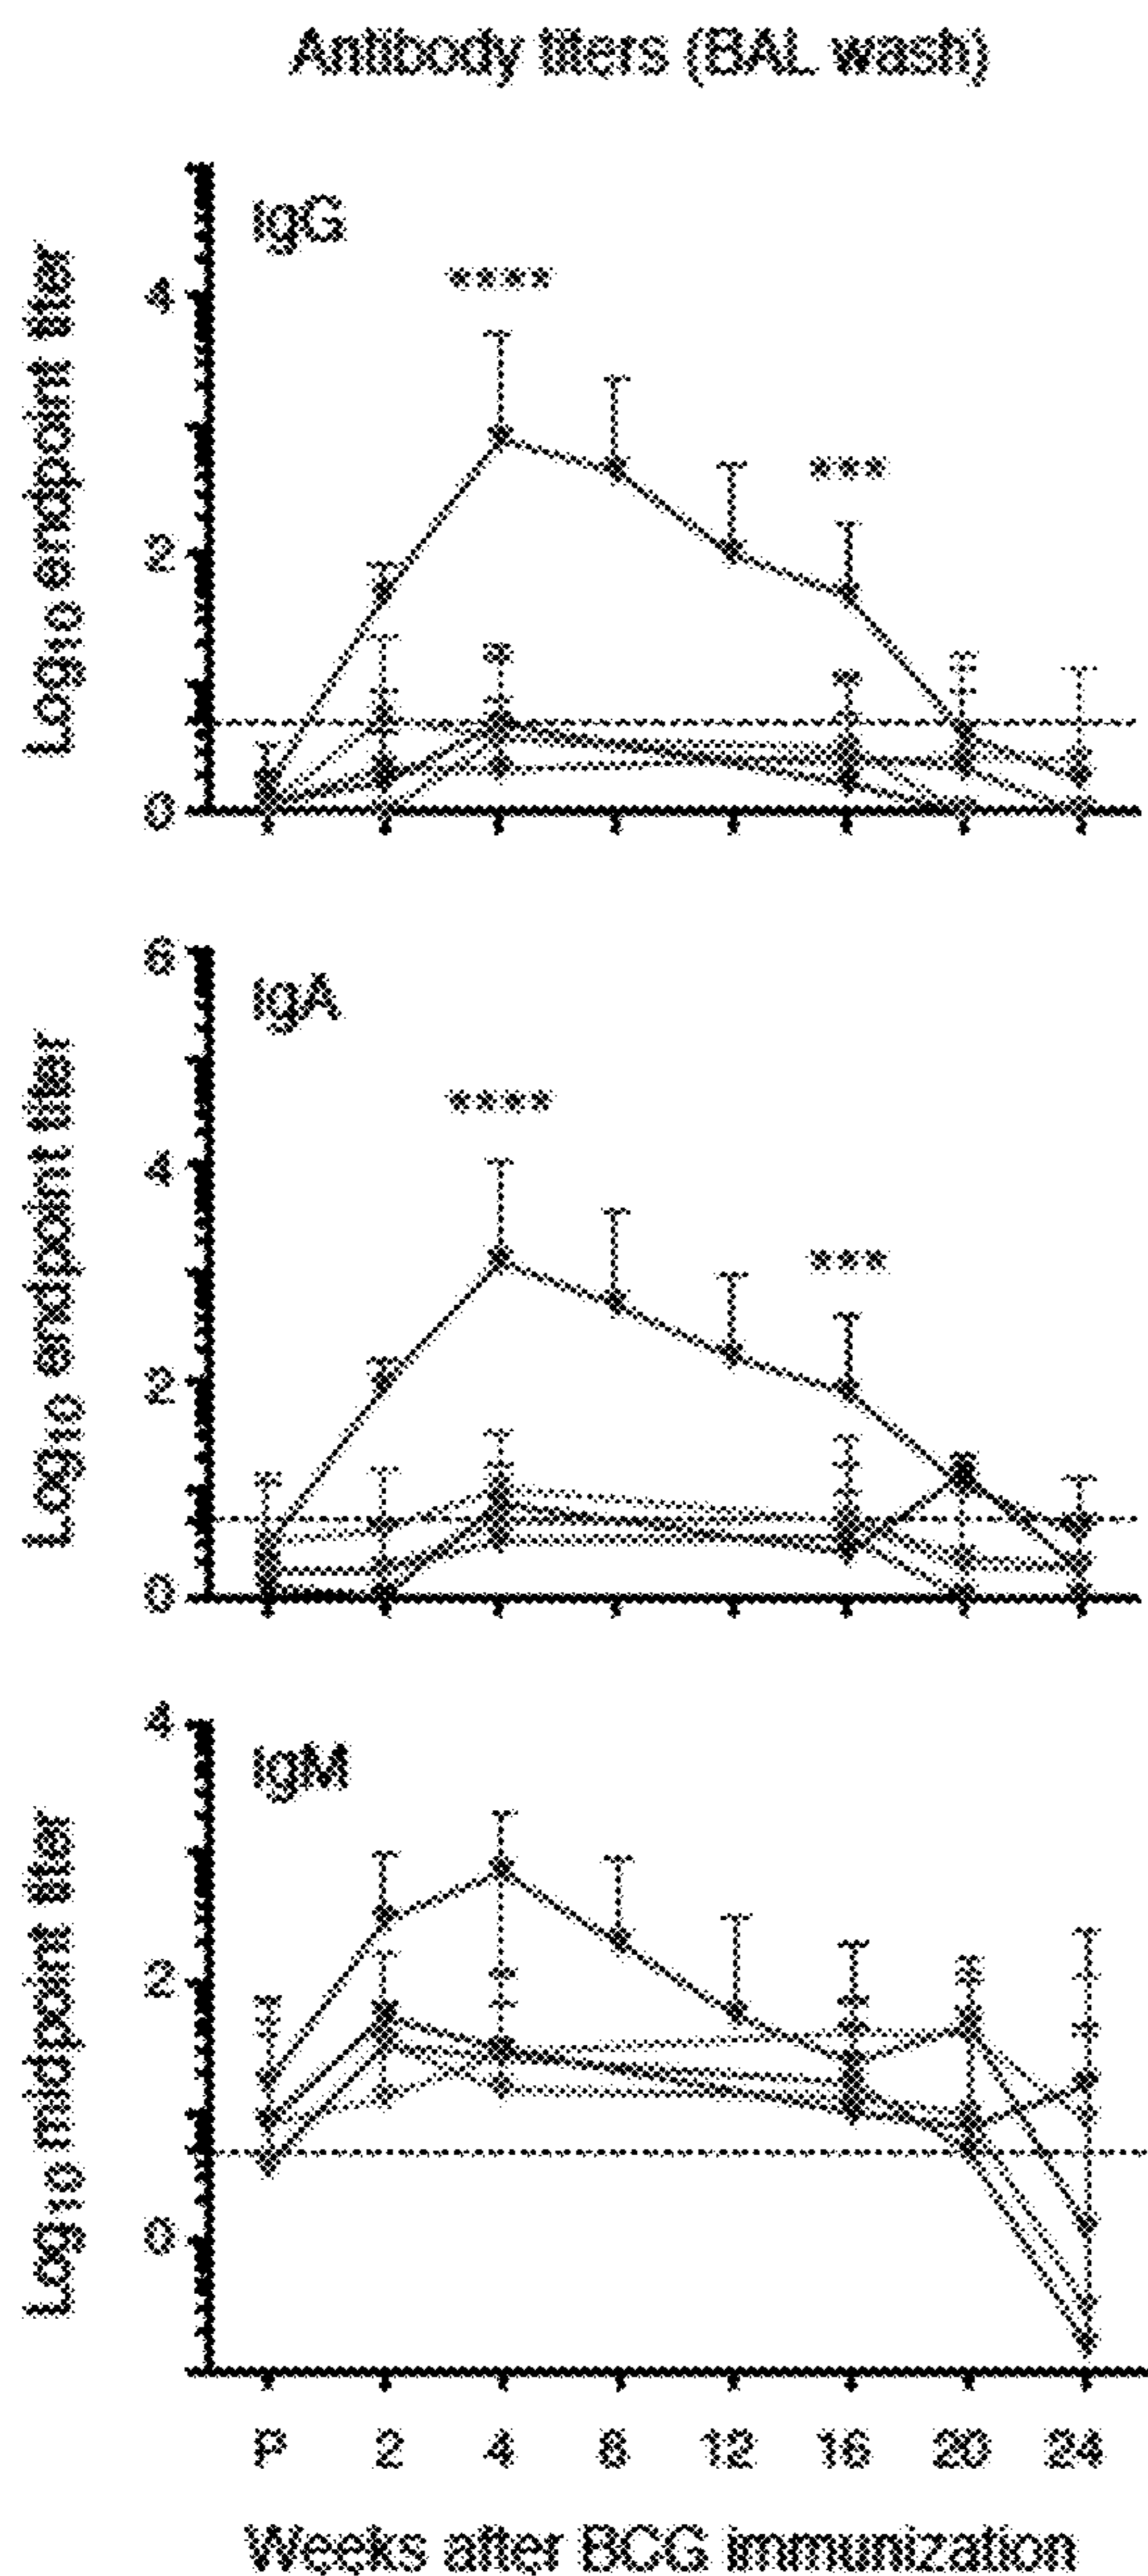 Antibody titers (BAL wash)
IgG
****
***
Log10 endpoint titer
4
2
0
IgA
****
***
Log10 endpoint titer
6
4
2
0
IgM
Log10 midpoint titer
4
2
0
P 2 4 8 12 16 20 24
Weeks after BCG immunization